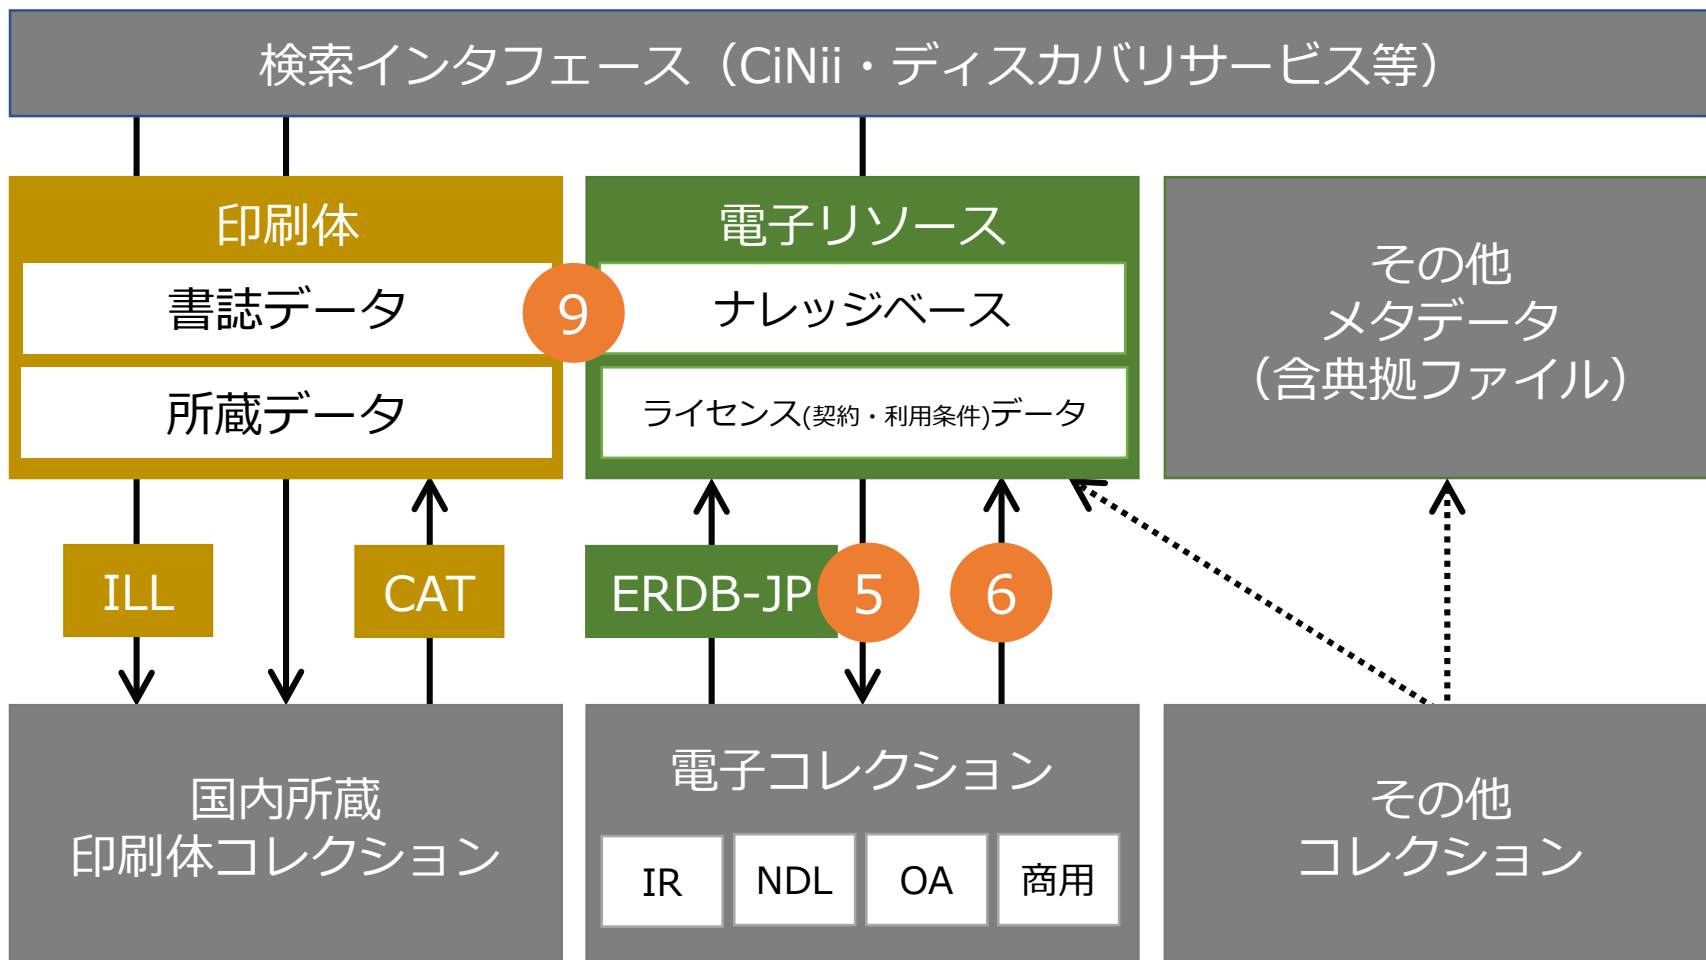 検索インタフェース（CiNii・ディスカバリサービス等）
印刷体
書誌データ
所蔵データ
9
電子リソース
ナレッジベース
ライセンス(契約・利用条件)データ
その他
メタデータ
（含典拠ファイル）
ILL
CAT
ERDB-JP
5
6
国内所蔵
印刷体コレクション
電子コレクション
IR
NDL
OA
商用
その他
コレクション